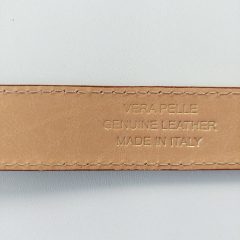 VERA PELLE
GENUINE LEATHER
MADE IN ITALY